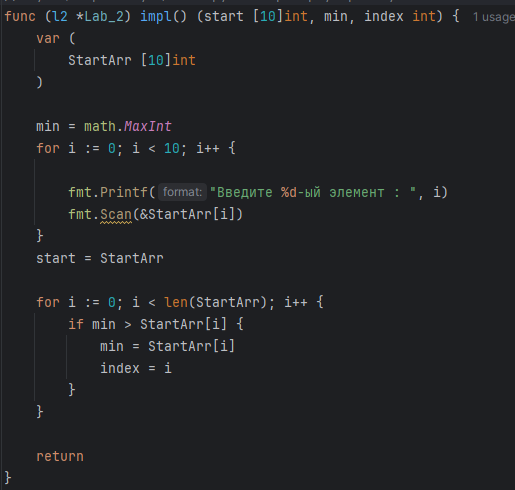 func (l2 *Lab_2) impl() (start [10]int, min, index int) { 1 usage
    var (
        StartArr [10]int
    )

    min = math.MaxInt
    for i := 0; i < 10; i++ {

        fmt.Printf( format: "Введите %d-ый элемент : ", i)
        fmt.Scan(&StartArr[i])
    }
    start = StartArr

    for i := 0; i < len(StartArr); i++ {
        if min > StartArr[i] {
            min = StartArr[i]
            index = i
        }
    }

    return
}